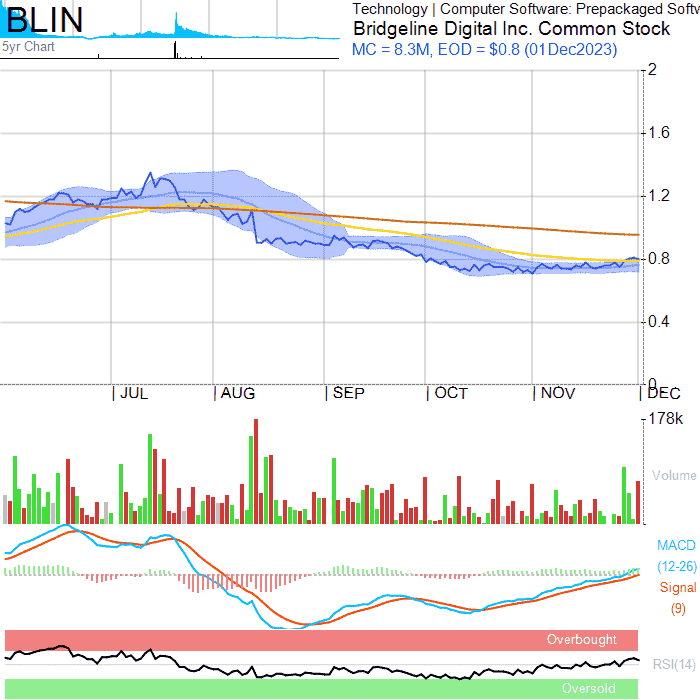 BLIN
5yr Chart
Technology | Computer Software: Prepackaged Softw
Bridgeline Digital Inc. Common Stock
MC = 8.3M, EOD = $0.8 (01Dec2023)
2
1.6
1.2
0.8
0.4
0
JUL AUG SEP OCT NOV DEC
178k
Volume
MACD
(12-26)
Signal
(9)
Overbought
RSI(14)
Oversold